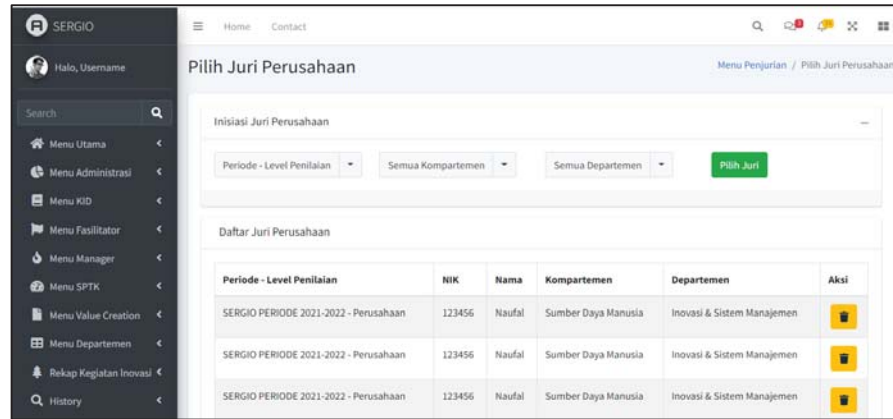 SERGIO
Home Contact
Halo, Username
Pilih Juri Perusahaan
Menu Penjurian / Pilih Juri Perusahaan
Search
Menu Utama
Menu Administrasi
Menu KID
Menu Fasilitator
Menu Manager
Menu SPTK
Menu Value Creation
Menu Departemen
Rekap Kegiatan Inovasi
History
Inisiasi Juri Perusahaan
Periode - Level Penilaian Semua Kompartemen Semua Departemen Pilih Juri
Daftar Juri Perusahaan
Periode - Level Penilaian NIK Nama Kompartemen Departemen Aksi
SERGIO PERIODE 2021-2022 - Perusahaan 123456 Naufal Sumber Daya Manusia Inovasi & Sistem Manajemen
SERGIO PERIODE 2021-2022 - Perusahaan 123456 Naufal Sumber Daya Manusia Inovasi & Sistem Manajemen
SERGIO PERIODE 2021-2022 - Perusahaan 123456 Naufal Sumber Daya Manusia Inovasi & Sistem Manajemen